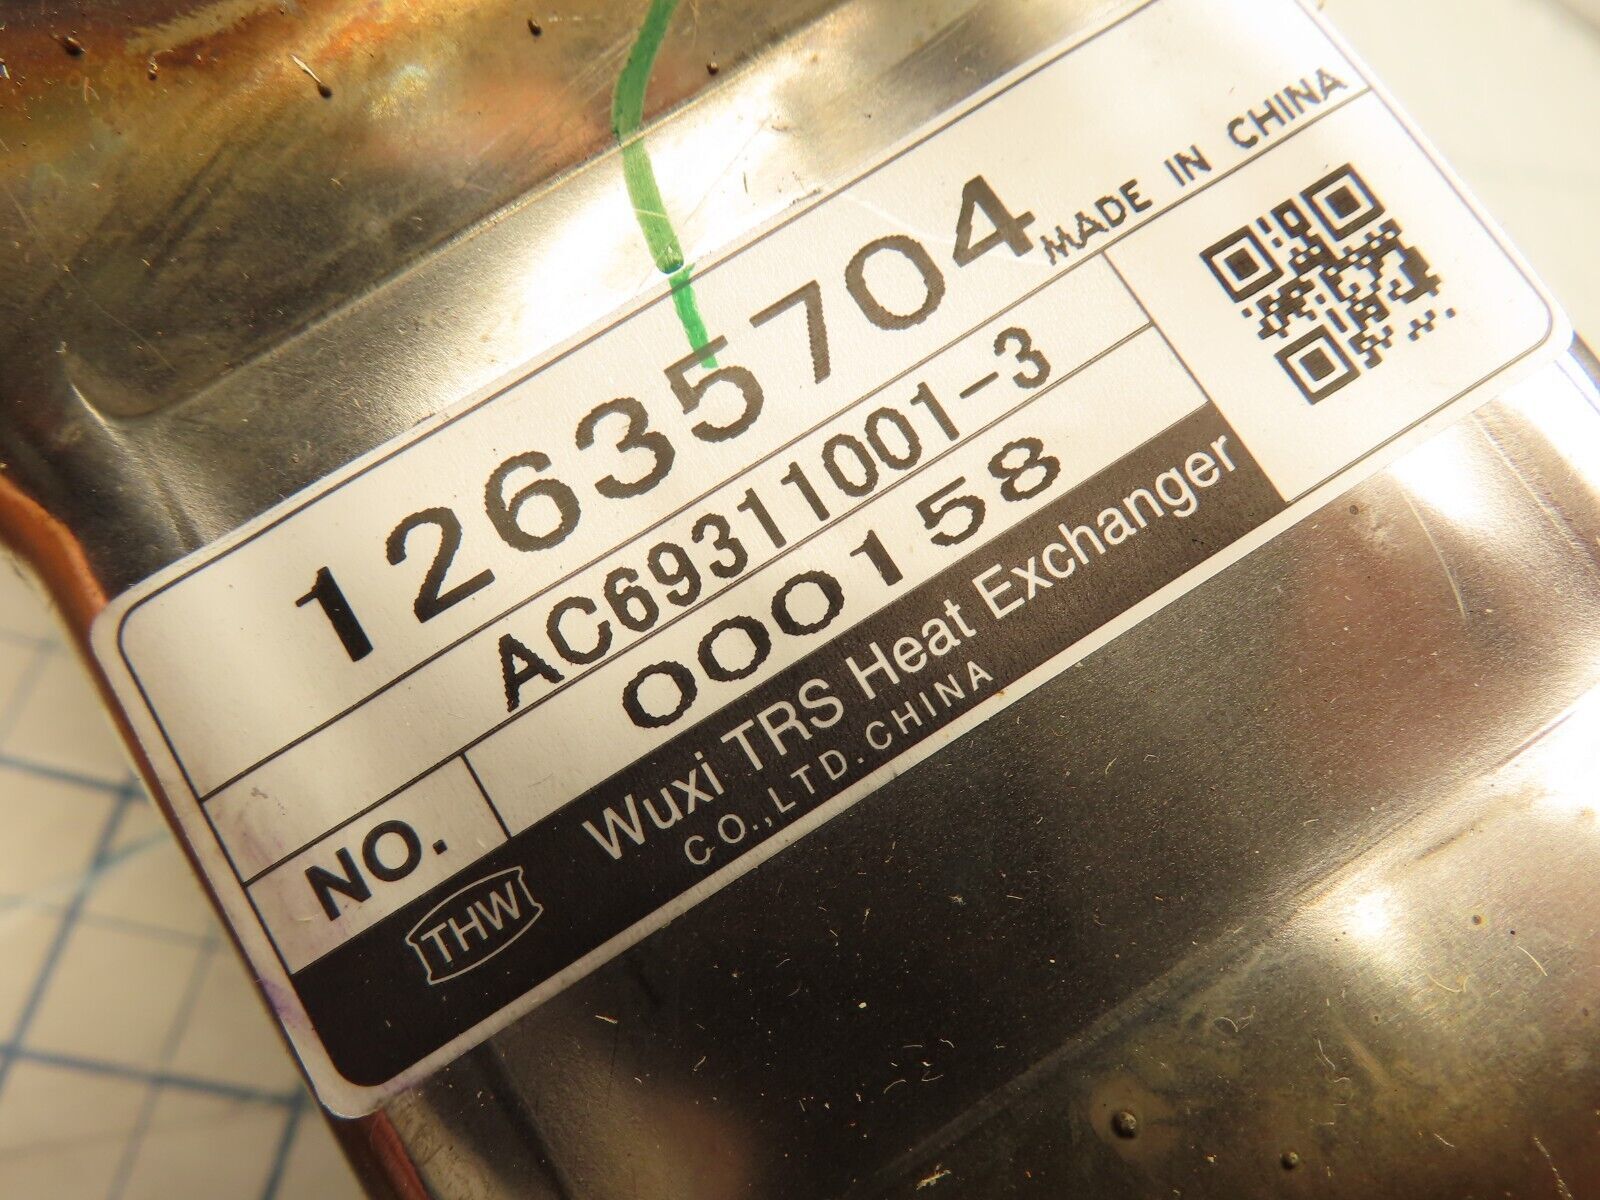 12635704
MADE IN CHINA
AC69311001-3
NO. 000158
THW
Wuxi TRS Heat Exchanger
CO.,LTD.CHINA